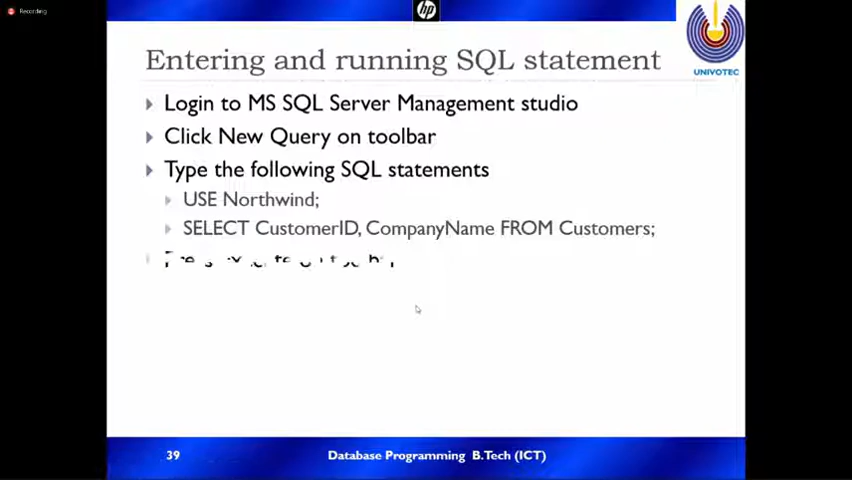 Recording
hp
Entering and running SQL statement
UNIVOTEC
Login to MS SQL Server Management studio
Click New Query on toolbar
Type the following SQL statements
USE Northwind;
SELECT CustomerID, CompanyName FROM Customers;
39
Database Programming B.Tech (ICT)